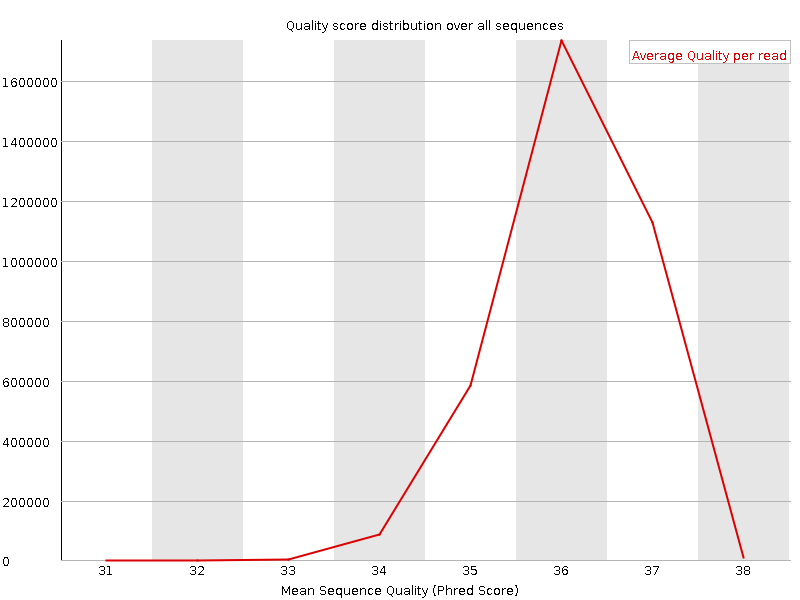 Quality score distribution over all sequences
Average Quality per read
1600000
1400000
1200000
1000000
800000
600000
400000
200000
0
31 32 33 34 35 36 37 38
Mean Sequence Quality (Phred Score)